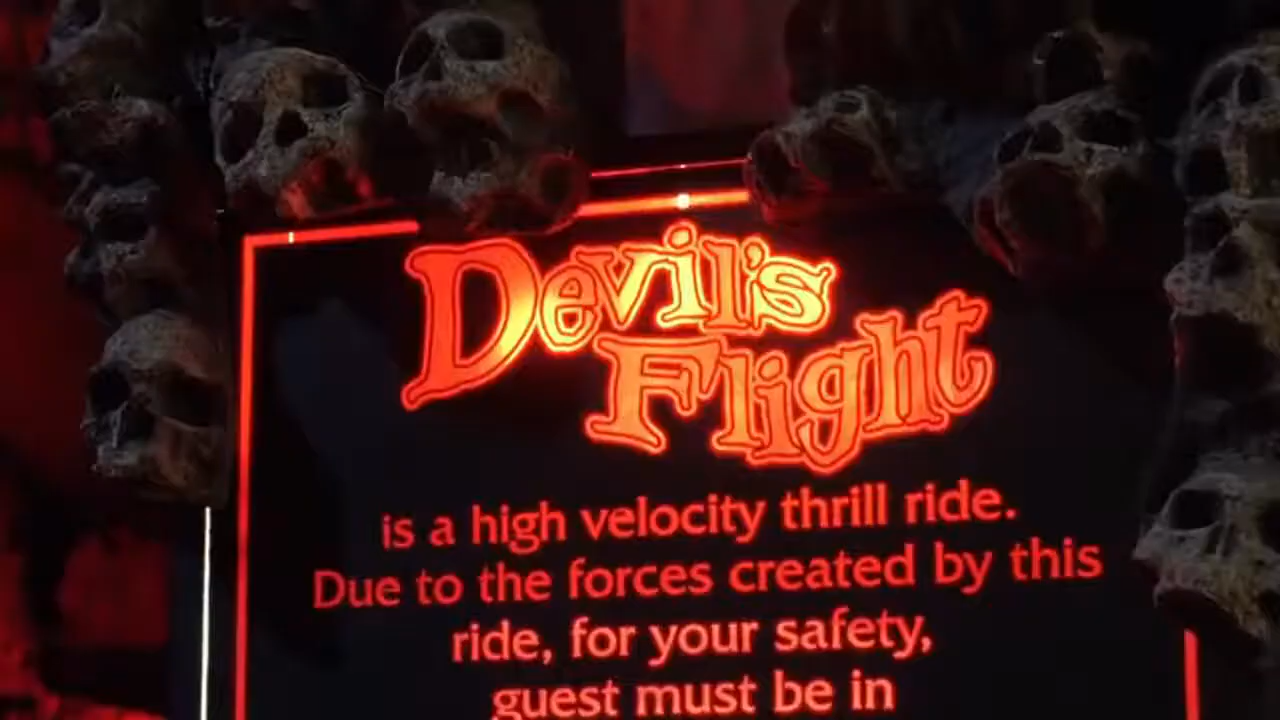 Devil's
Flight
is a high velocity thrill ride.
Due to the forces created by this
ride, for your safety,
guest must be in